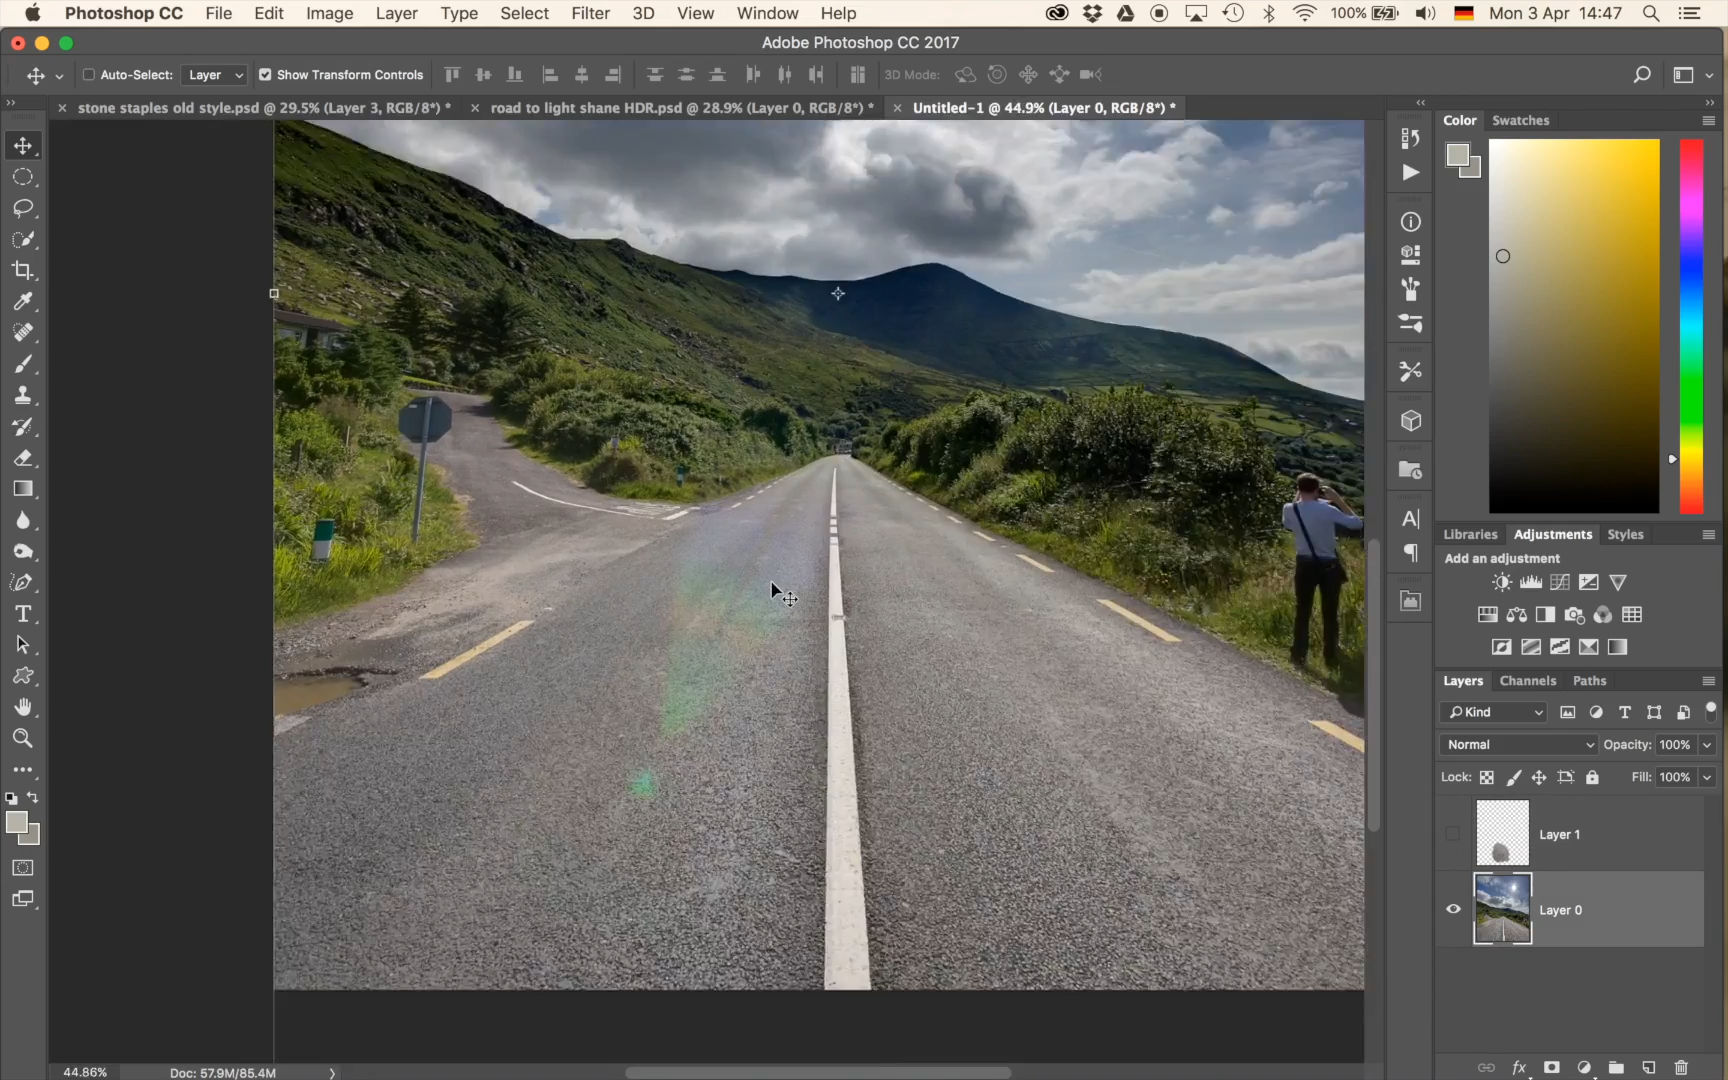 Photoshop CC File Edit Image Layer Type Select Filter 3D View Window Help 100% Mon 3 Apr 14:47
Adobe Photoshop CC 2017
Auto-Select: Layer Show Transform Controls 3D Mode:
stone staples old style.psd @ 29.5% (Layer 3, RGB/8*) * road to light shane HDR.psd @ 28.9% (Layer 0, RGB/8*) * Untitled-1 @ 44.9% (Layer 0, RGB/8*) *
Color Swatches
Libraries Adjustments Styles
Add an adjustment
Layers Channels Paths
Kind
Normal Opacity: 100%
Lock: Fill: 100%
Layer 1
Layer 0
44.86% Doc: 57.9M/85.4M